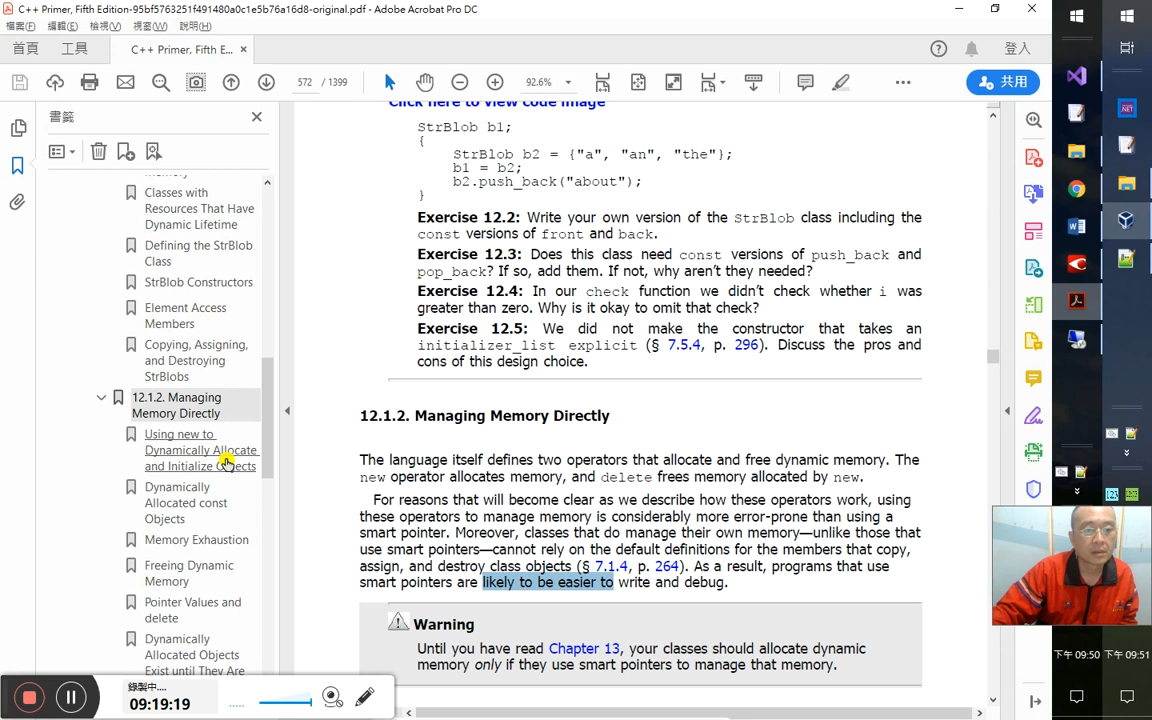 C++ Primer, Fifth Edition-95bf5763251f491480a0c1e5b76a16d8-original.pdf - Adobe Acrobat Pro DC
檔案(F) 編輯(E) 檢視(V) 視窗(W) 說明(H)
首頁 工具 C++ Primer, Fifth E... × 登入
572 / 1399 92.6% 共用
書籤
Classes with
Resources That Have
Dynamic Lifetime
Defining the StrBlob
Class
StrBlob Constructors
Element Access
Members
Copying, Assigning,
and Destroying
StrBlobs
12.1.2. Managing
Memory Directly
Using new to
Dynamically Allocate
and Initialize Objects
Dynamically
Allocated const
Objects
Memory Exhaustion
Freeing Dynamic
Memory
Pointer Values and
delete
Dynamically
Allocated Objects
Exist until They Are
Click here to view code image
StrBlob b1;
{
StrBlob b2 = {"a", "an", "the"};
b1 = b2;
b2.push_back("about");
}
Exercise 12.2: Write your own version of the StrBlob class including the
const versions of front and back.
Exercise 12.3: Does this class need const versions of push_back and
pop_back? If so, add them. If not, why aren't they needed?
Exercise 12.4: In our check function we didn't check whether i was
greater than zero. Why is it okay to omit that check?
Exercise 12.5: We did not make the constructor that takes an
initializer_list explicit (§ 7.5.4, p. 296). Discuss the pros and
cons of this design choice.
12.1.2. Managing Memory Directly
The language itself defines two operators that allocate and free dynamic memory. The
new operator allocates memory, and delete frees memory allocated by new.
For reasons that will become clear as we describe how these operators work, using
these operators to manage memory is considerably more error-prone than using a
smart pointer. Moreover, classes that do manage their own memory—unlike those that
use smart pointers—cannot rely on the default definitions for the members that copy,
assign, and destroy class objects (§ 7.1.4, p. 264). As a result, programs that use
smart pointers are likely to be easier to write and debug.
Warning
Until you have read Chapter 13, your classes should allocate dynamic
memory only if they use smart pointers to manage that memory.
錄製中....
09:19:19
下午 09:50 下午 09:51